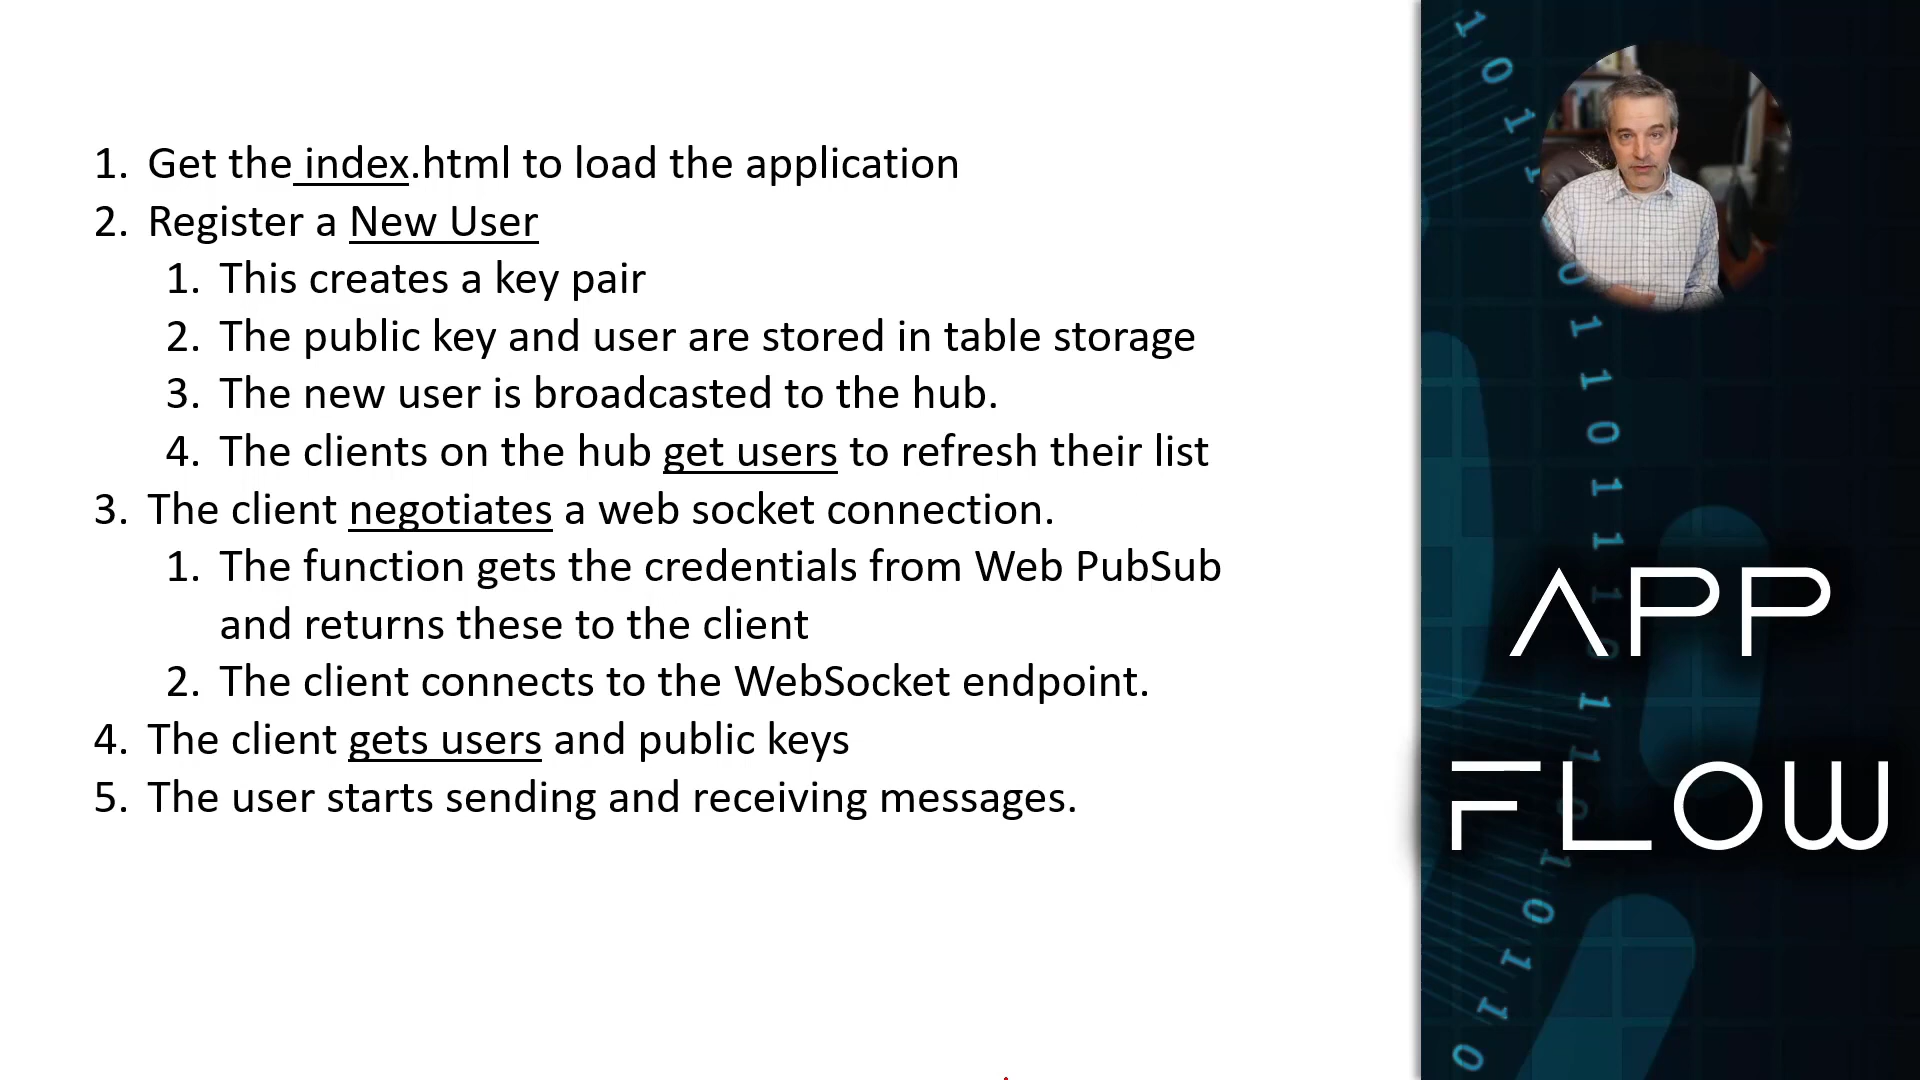 1. Get the index.html to load the application
2. Register a New User
1. This creates a key pair
2. The public key and user are stored in table storage
3. The new user is broadcasted to the hub.
4. The clients on the hub get users to refresh their list
3. The client negotiates a web socket connection.
1. The function gets the credentials from Web PubSub
and returns these to the client
2. The client connects to the WebSocket endpoint.
4. The client gets users and public keys
5. The user starts sending and receiving messages.
APP
FLOW